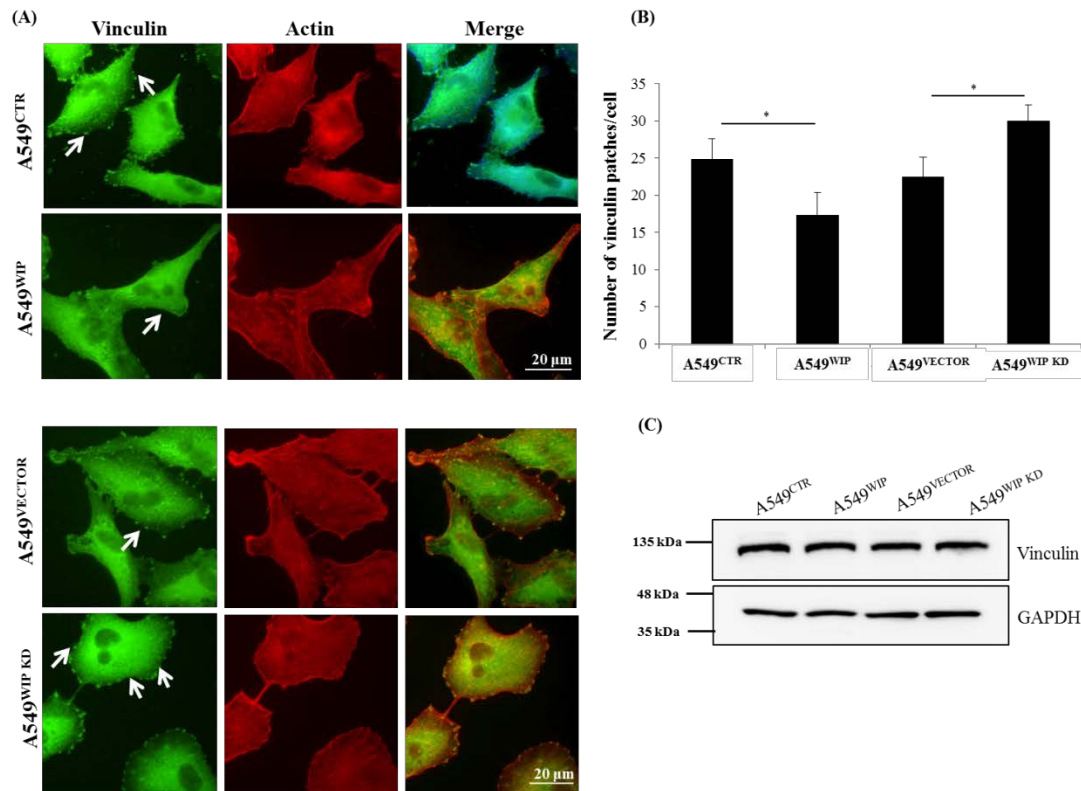 (A)
Vinculin Actin Merge
A549CTR
A549WIP
20 µm
A549VECTOR
A549WIP KD
20 µm
(B)
Number of vinculin patches/cell
35
30
25
20
15
10
5
0
*
*
A549CTR A549WIP A549VECTOR A549WIP KD
(C)
A549CTR A549WIP A549VECTOR A549WIP KD
135 kDa
Vinculin
48 kDa
GAPDH
35 kDa